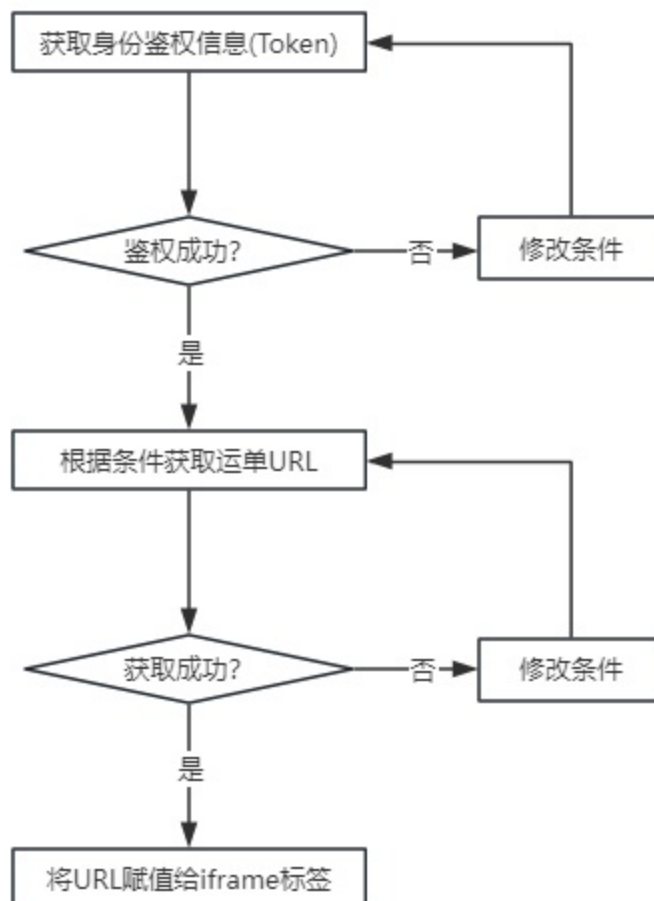 获取身份鉴权信息(Token)
鉴权成功?
否
修改条件
是
根据条件获取运单URL
获取成功?
否
修改条件
是
将URL赋值给iframe标签